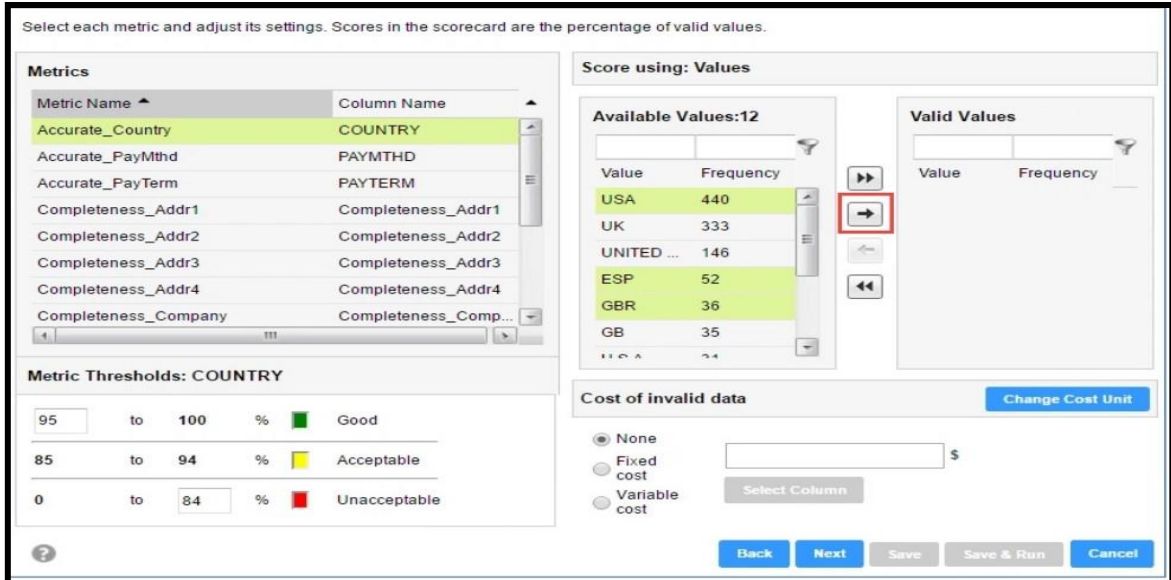 Select each metric and adjust its settings. Scores in the scorecard are the percentage of valid values.
Metrics
Metric Name Column Name
Accurate_Country COUNTRY
Accurate_PayMthd PAYMTHD
Accurate_PayTerm PAYTERM
Completeness_Addr1 Completeness_Addr1
Completeness_Addr2 Completeness_Addr2
Completeness_Addr3 Completeness_Addr3
Completeness_Addr4 Completeness_Addr4
Completeness_Company Completeness_Comp...
Metric Thresholds: COUNTRY
95 to 100 % Good
85 to 94 % Acceptable
0 to 84 % Unacceptable
Score using: Values
Available Values:12
Value Frequency
USA 440
UK 333
UNITED ... 146
ESP 52
GBR 36
GB 35
Valid Values
Value Frequency
Cost of invalid data
Change Cost Unit
None
Fixed cost
$
Select Column
Variable cost
Back Next Save Save & Run Cancel